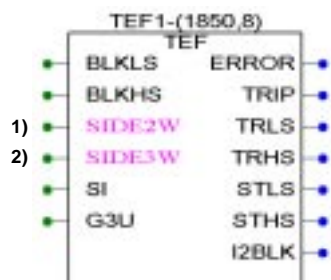 TEF1-(1850,8)
TEF
BLKLS ERROR
BLKHS TRIP
1) SIDE2W TRLS
2) SIDE3W TRHS
SI STLS
G3U STHS
I2BLK